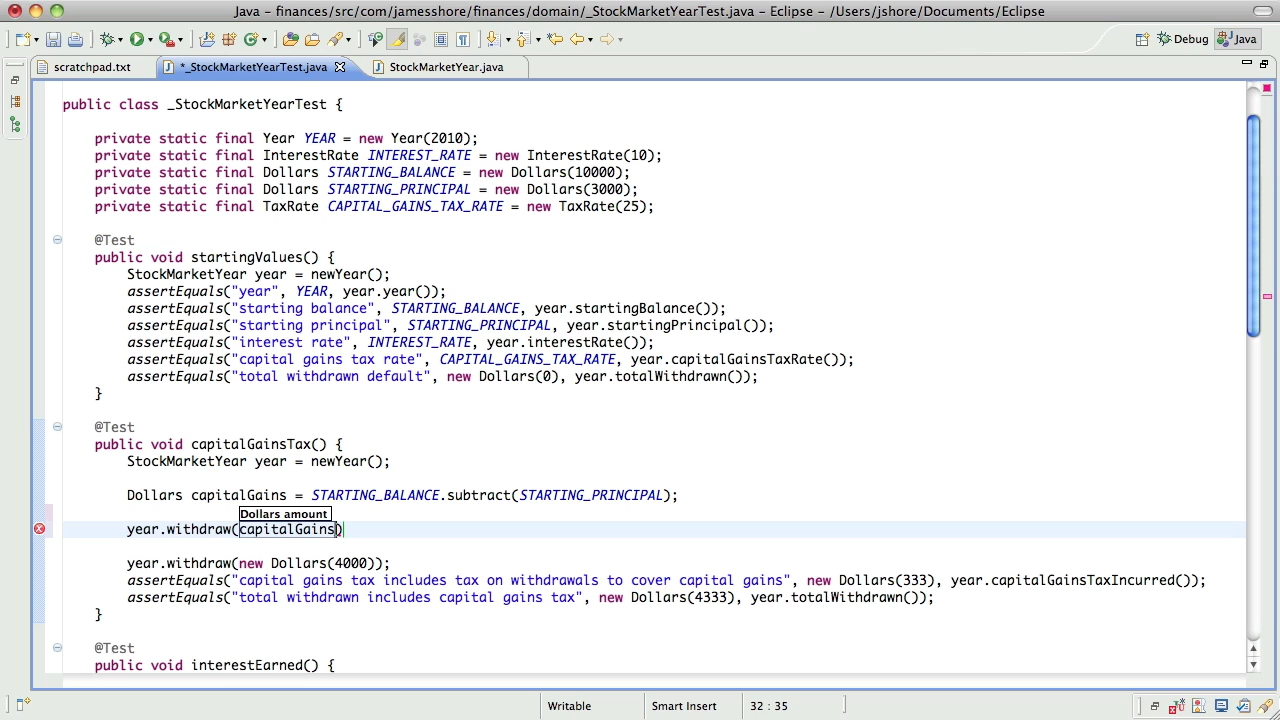 Java – finances/src/com/jamesshore/finances/domain/_StockMarketYearTest.java – Eclipse – /Users/jshore/Documents/Eclipse
Debug Java
scratchpad.txt *_StockMarketYearTest.java StockMarketYear.java
public class _StockMarketYearTest {
private static final Year YEAR = new Year(2010);
private static final InterestRate INTEREST_RATE = new InterestRate(10);
private static final Dollars STARTING_BALANCE = new Dollars(10000);
private static final Dollars STARTING_PRINCIPAL = new Dollars(3000);
private static final TaxRate CAPITAL_GAINS_TAX_RATE = new TaxRate(25);
@Test
public void startingValues() {
StockMarketYear year = newYear();
assertEquals("year", YEAR, year.year());
assertEquals("starting balance", STARTING_BALANCE, year.startingBalance());
assertEquals("starting principal", STARTING_PRINCIPAL, year.startingPrincipal());
assertEquals("interest rate", INTEREST_RATE, year.interestRate());
assertEquals("capital gains tax rate", CAPITAL_GAINS_TAX_RATE, year.capitalGainsTaxRate());
assertEquals("total withdrawn default", new Dollars(0), year.totalWithdrawn());
}
@Test
public void capitalGainsTax() {
StockMarketYear year = newYear();
Dollars capitalGains = STARTING_BALANCE.subtract(STARTING_PRINCIPAL);
Dollars amount
year.withdraw(capitalGains)
year.withdraw(new Dollars(4000));
assertEquals("capital gains tax includes tax on withdrawals to cover capital gains", new Dollars(333), year.capitalGainsTaxIncurred());
assertEquals("total withdrawn includes capital gains tax", new Dollars(4333), year.totalWithdrawn());
}
@Test
public void interestEarned() {
Writable Smart Insert 32 : 35